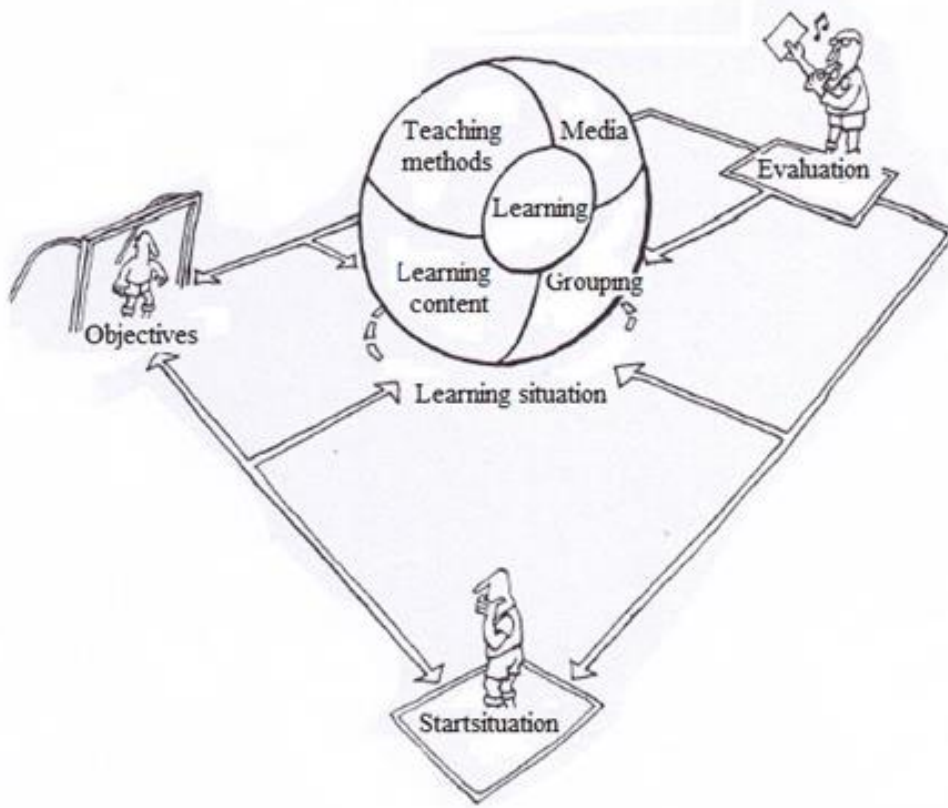 Teaching
methods
Media
Evaluation
Learning
Learning
content
Grouping
Objectives
Learning situation
Startsituation